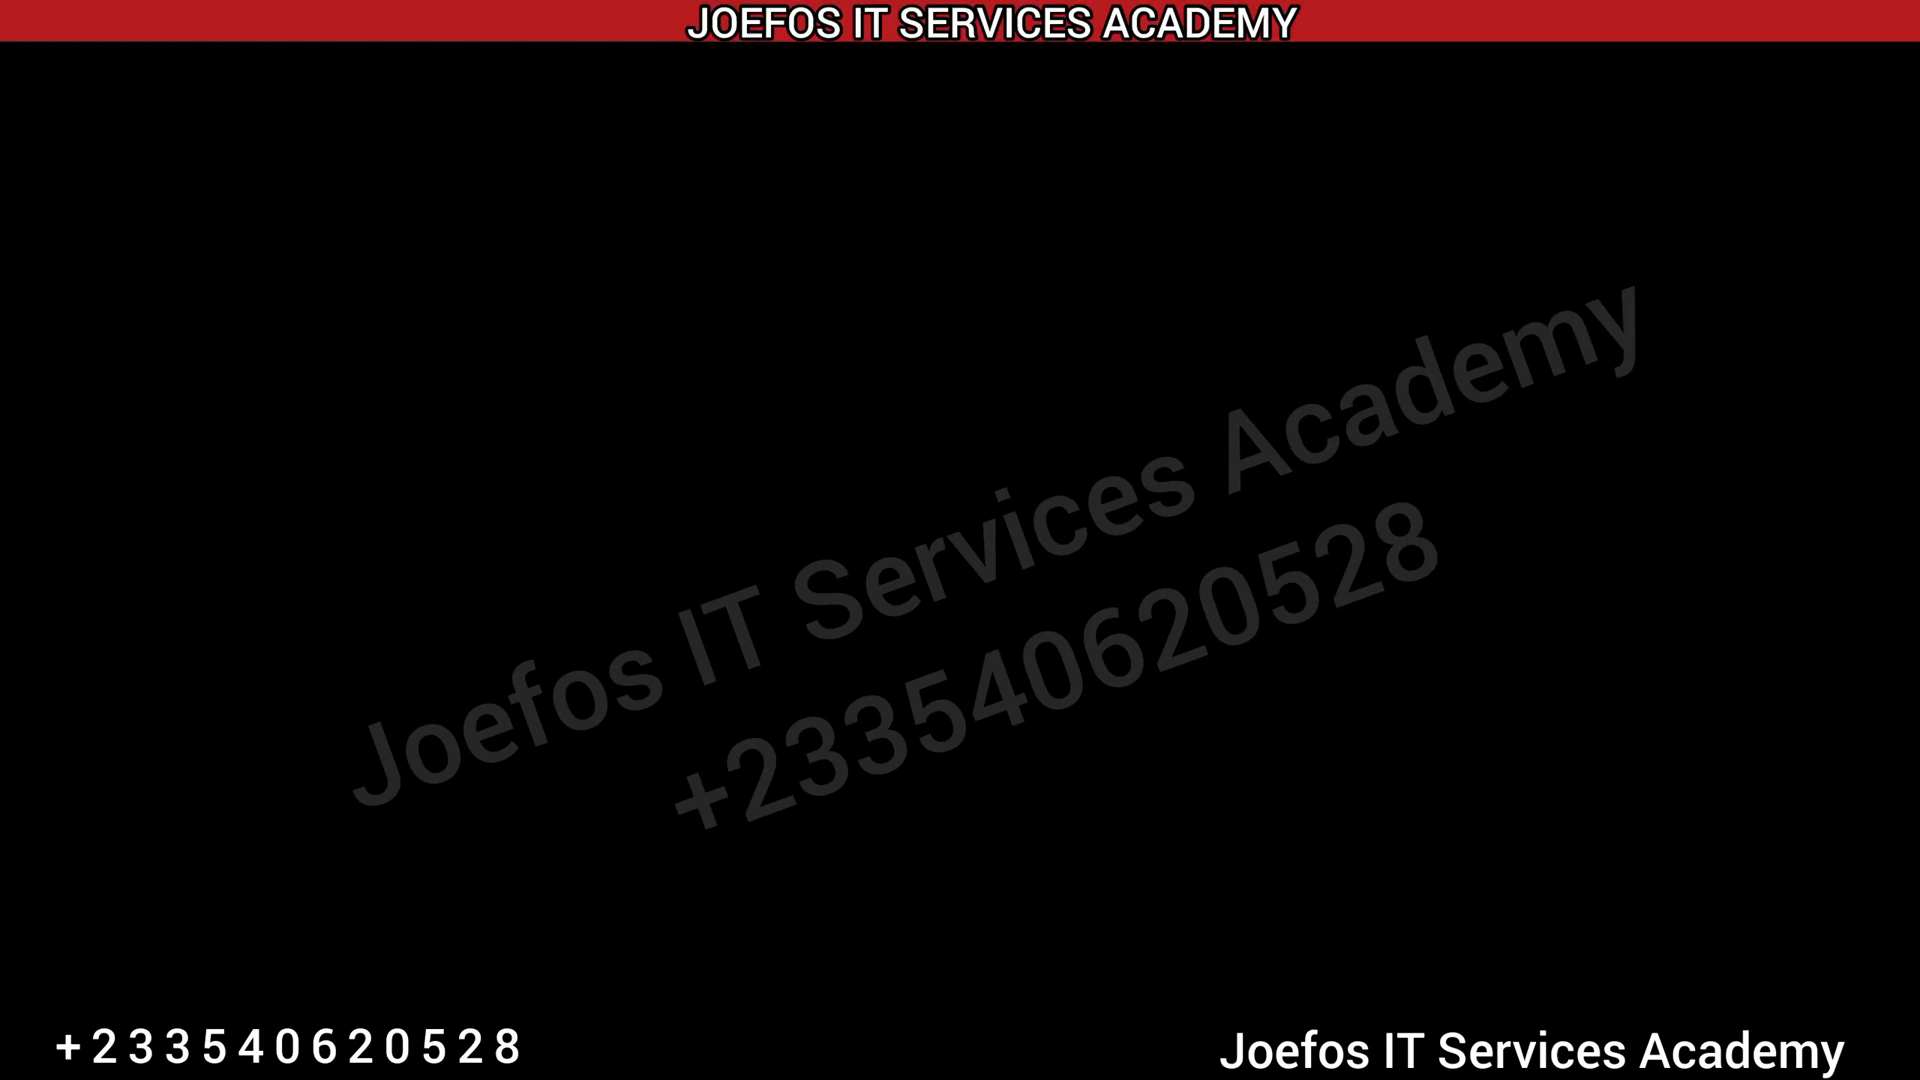 JOEFOS IT SERVICES ACADEMY
Joefos IT Services Academy
+233540620528
+233540620528
Joefos IT Services Academy